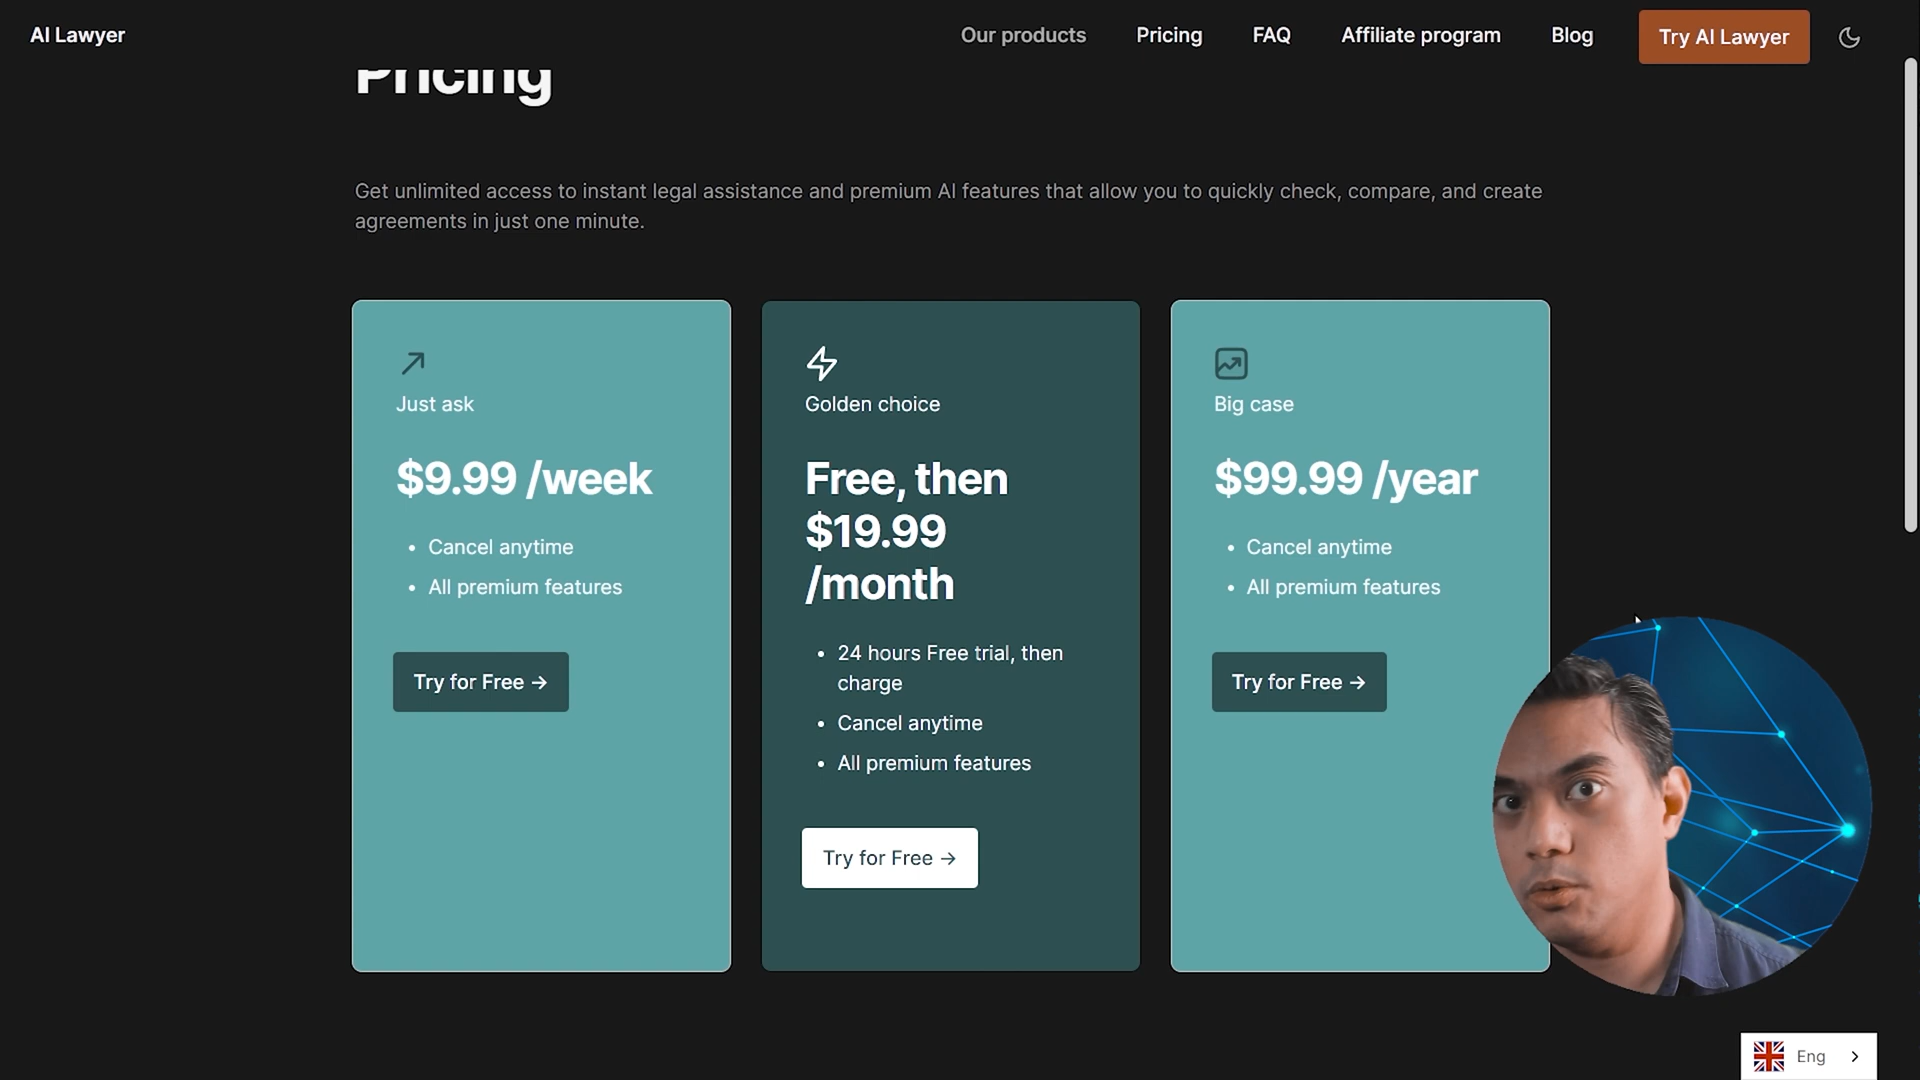 AI Lawyer
Our products
Pricing
FAQ
Affiliate program
Blog
Try AI Lawyer
Pricing
Get unlimited access to instant legal assistance and premium AI features that allow you to quickly check, compare, and create
agreements in just one minute.
Just ask
$9.99 /week
• Cancel anytime
• All premium features
Try for Free →
Golden choice
Free, then
$19.99
/month
• 24 hours Free trial, then
charge
• Cancel anytime
• All premium features
Try for Free →
Big case
$99.99 /year
• Cancel anytime
• All premium features
Try for Free →
Eng